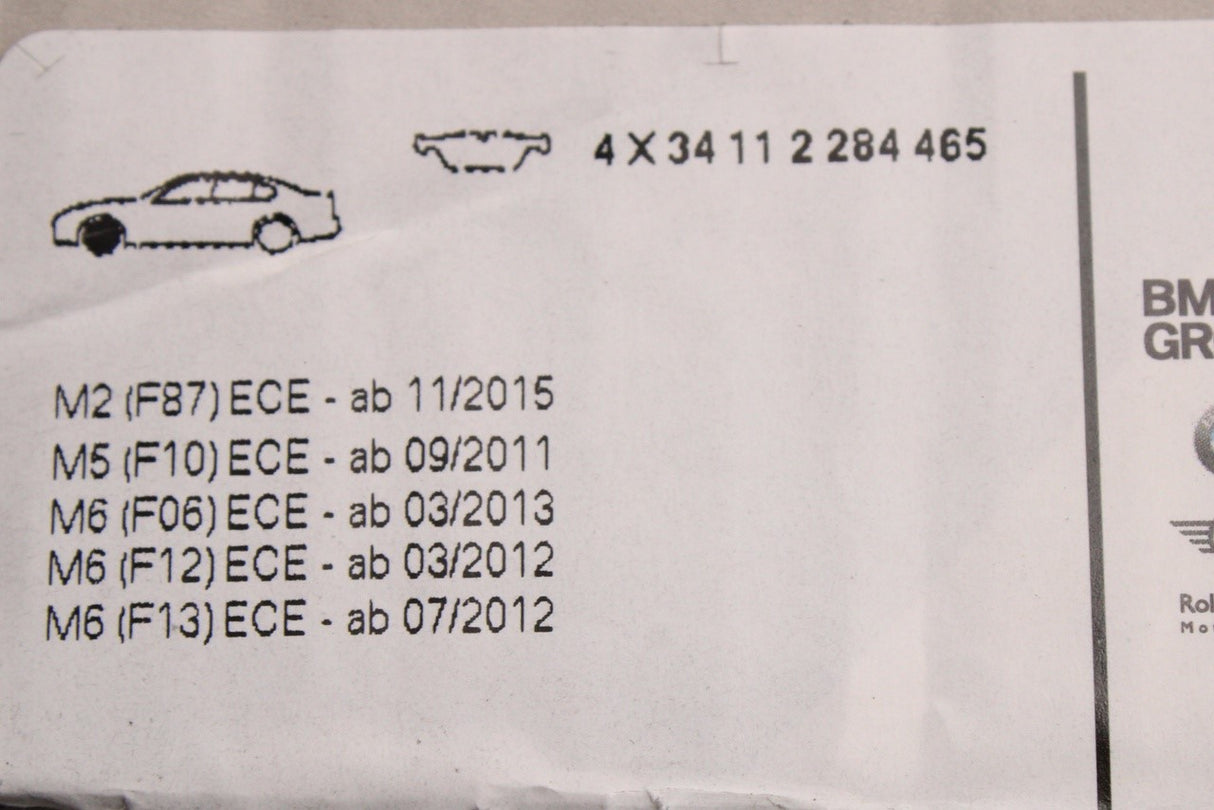 4 X 34 11 2 284 465
M2 (F87) ECE - ab 11/2015
M5 (F10) ECE - ab 09/2011
M6 (F06) ECE - ab 03/2013
M6 (F12) ECE - ab 03/2012
M6 (F13) ECE - ab 07/2012
BM
GR
Rol
Mo